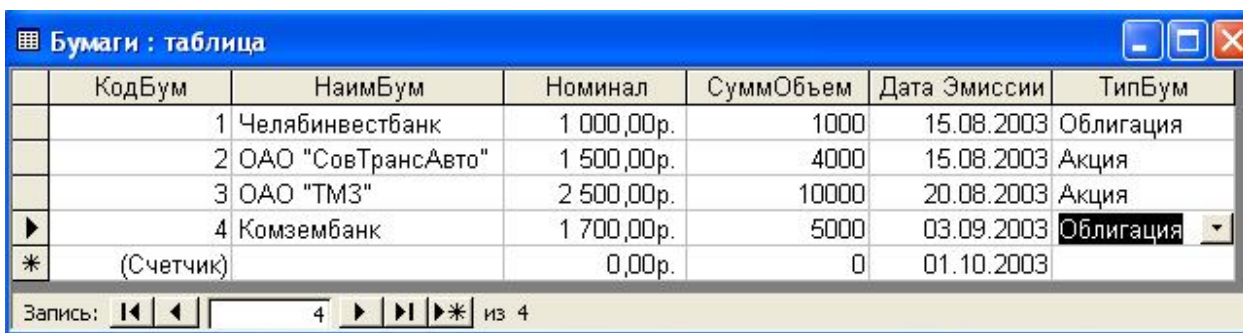 Бумаги : таблица
КодБум НаимБум Номинал СуммОбъем Дата Эмиссии ТипБум
1 Челябинвестбанк 1 000,00р. 1000 15.08.2003 Облигация
2 ОАО "СовТрансАвто" 1 500,00р. 4000 15.08.2003 Акция
3 ОАО "ТМЗ" 2 500,00р. 10000 20.08.2003 Акция
4 Комзембанк 1 700,00р. 5000 03.09.2003 Облигация
(Счетчик) 0,00р. 0 01.10.2003
Запись: 4 из 4